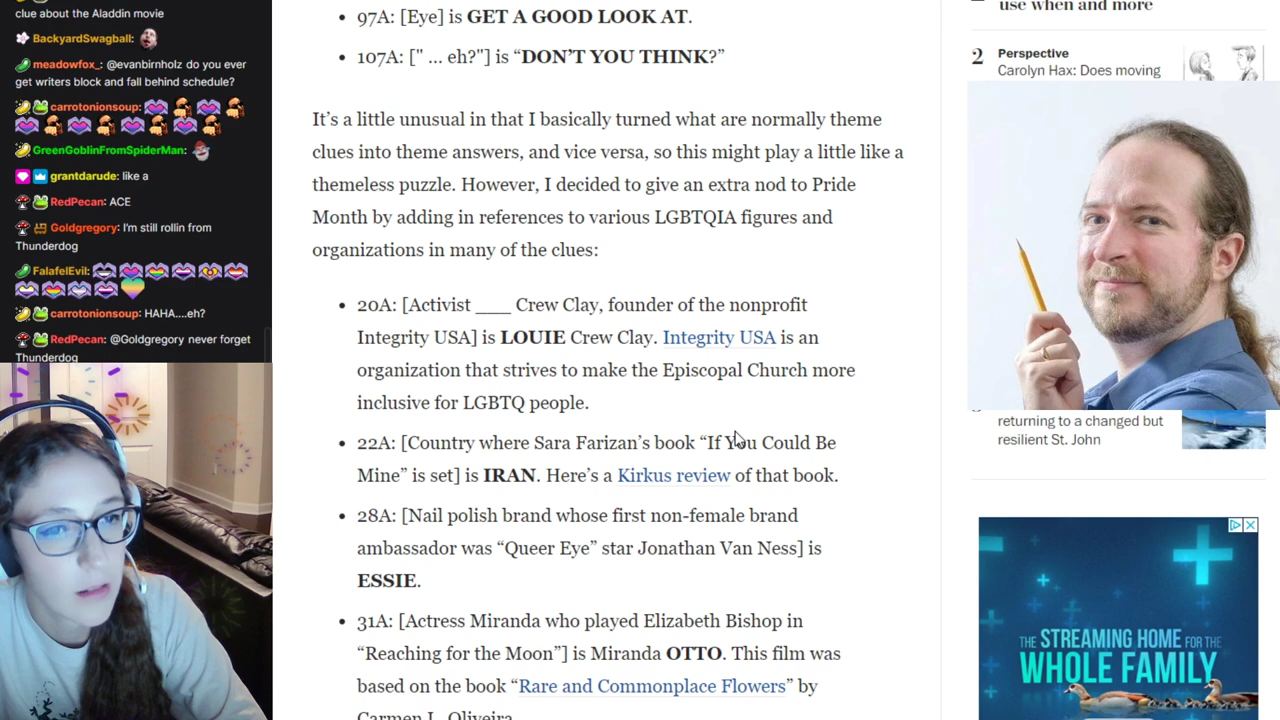 clue about the Aladdin movie
BackyardSwagball:
meadowfox_: @evanbirnholz do you ever
get writers block and fall behind schedule?
carrotonionsoup:
GreenGoblinFromSpiderMan:
grantdarude: like a
RedPecan: ACE
Goldgregory: I'm still rollin from
Thunderdog
FalafelEvil:
carrotonionsoup: HAHA....eh?
RedPecan: @Goldgregory never forget
Thunderdog
• 97A: [Eye] is GET A GOOD LOOK AT.
• 107A: [" ... eh?"] is “DON’T YOU THINK?”
It’s a little unusual in that I basically turned what are normally theme
clues into theme answers, and vice versa, so this might play a little like a
themeless puzzle. However, I decided to give an extra nod to Pride
Month by adding in references to various LGBTQIA figures and
organizations in many of the clues:
• 20A: [Activist ___ Crew Clay, founder of the nonprofit
Integrity USA] is LOUIE Crew Clay. Integrity USA is an
organization that strives to make the Episcopal Church more
inclusive for LGBTQ people.
• 22A: [Country where Sara Farizan’s book “If You Could Be
Mine” is set] is IRAN. Here’s a Kirkus review of that book.
• 28A: [Nail polish brand whose first non-female brand
ambassador was “Queer Eye” star Jonathan Van Ness] is
ESSIE.
• 31A: [Actress Miranda who played Elizabeth Bishop in
“Reaching for the Moon”] is Miranda OTTO. This film was
based on the book “Rare and Commonplace Flowers” by
Carmen L. Oliveira.
use when and more
2 Perspective
Carolyn Hax: Does moving
returning to a changed but
resilient St. John
THE STREAMING HOME FOR THE
WHOLE FAMILY